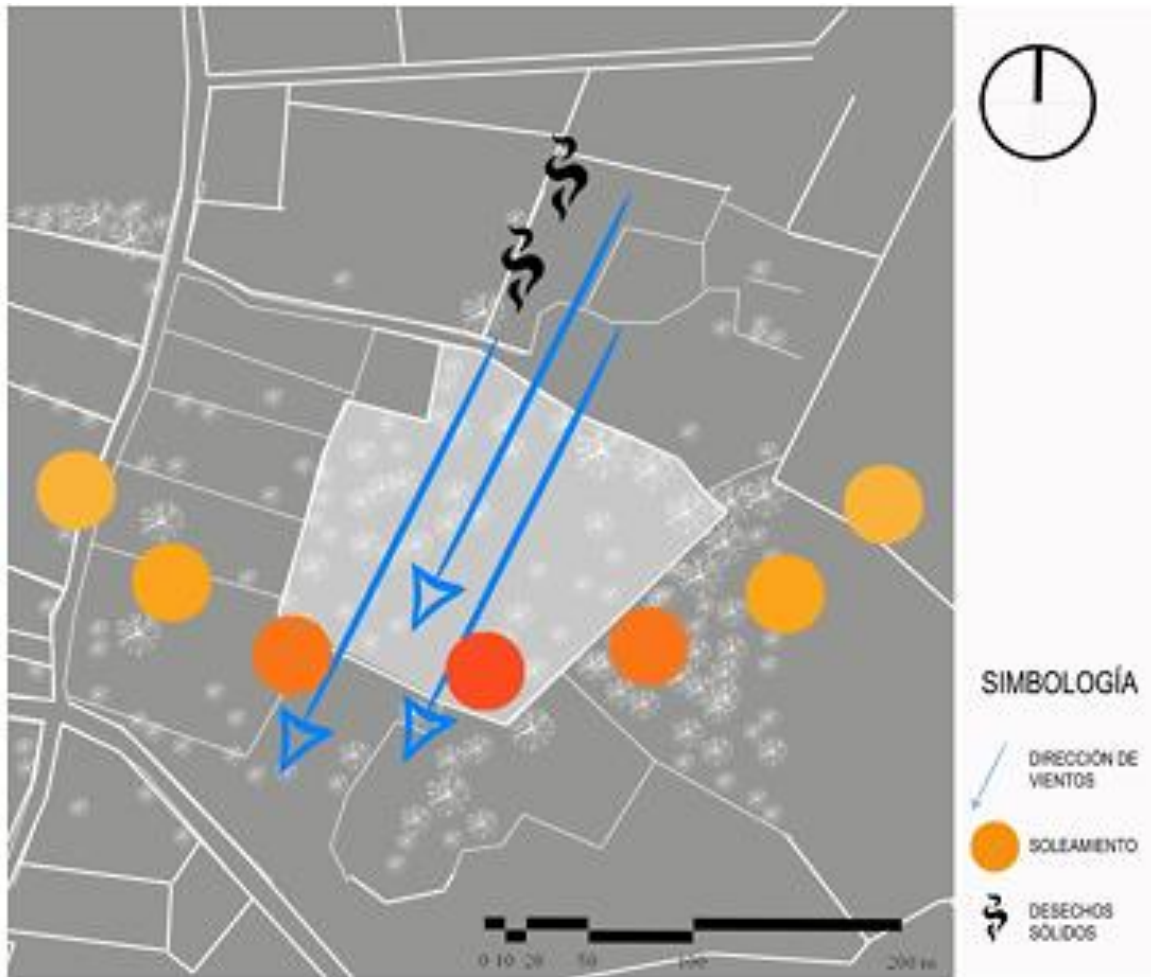 SIMBOLOGÍA
DIRECCIÓN DE
VIENTOS
SOLEAMIENTO
DESECHOS
SÓLIDOS
0 10 20 50 100 200 m